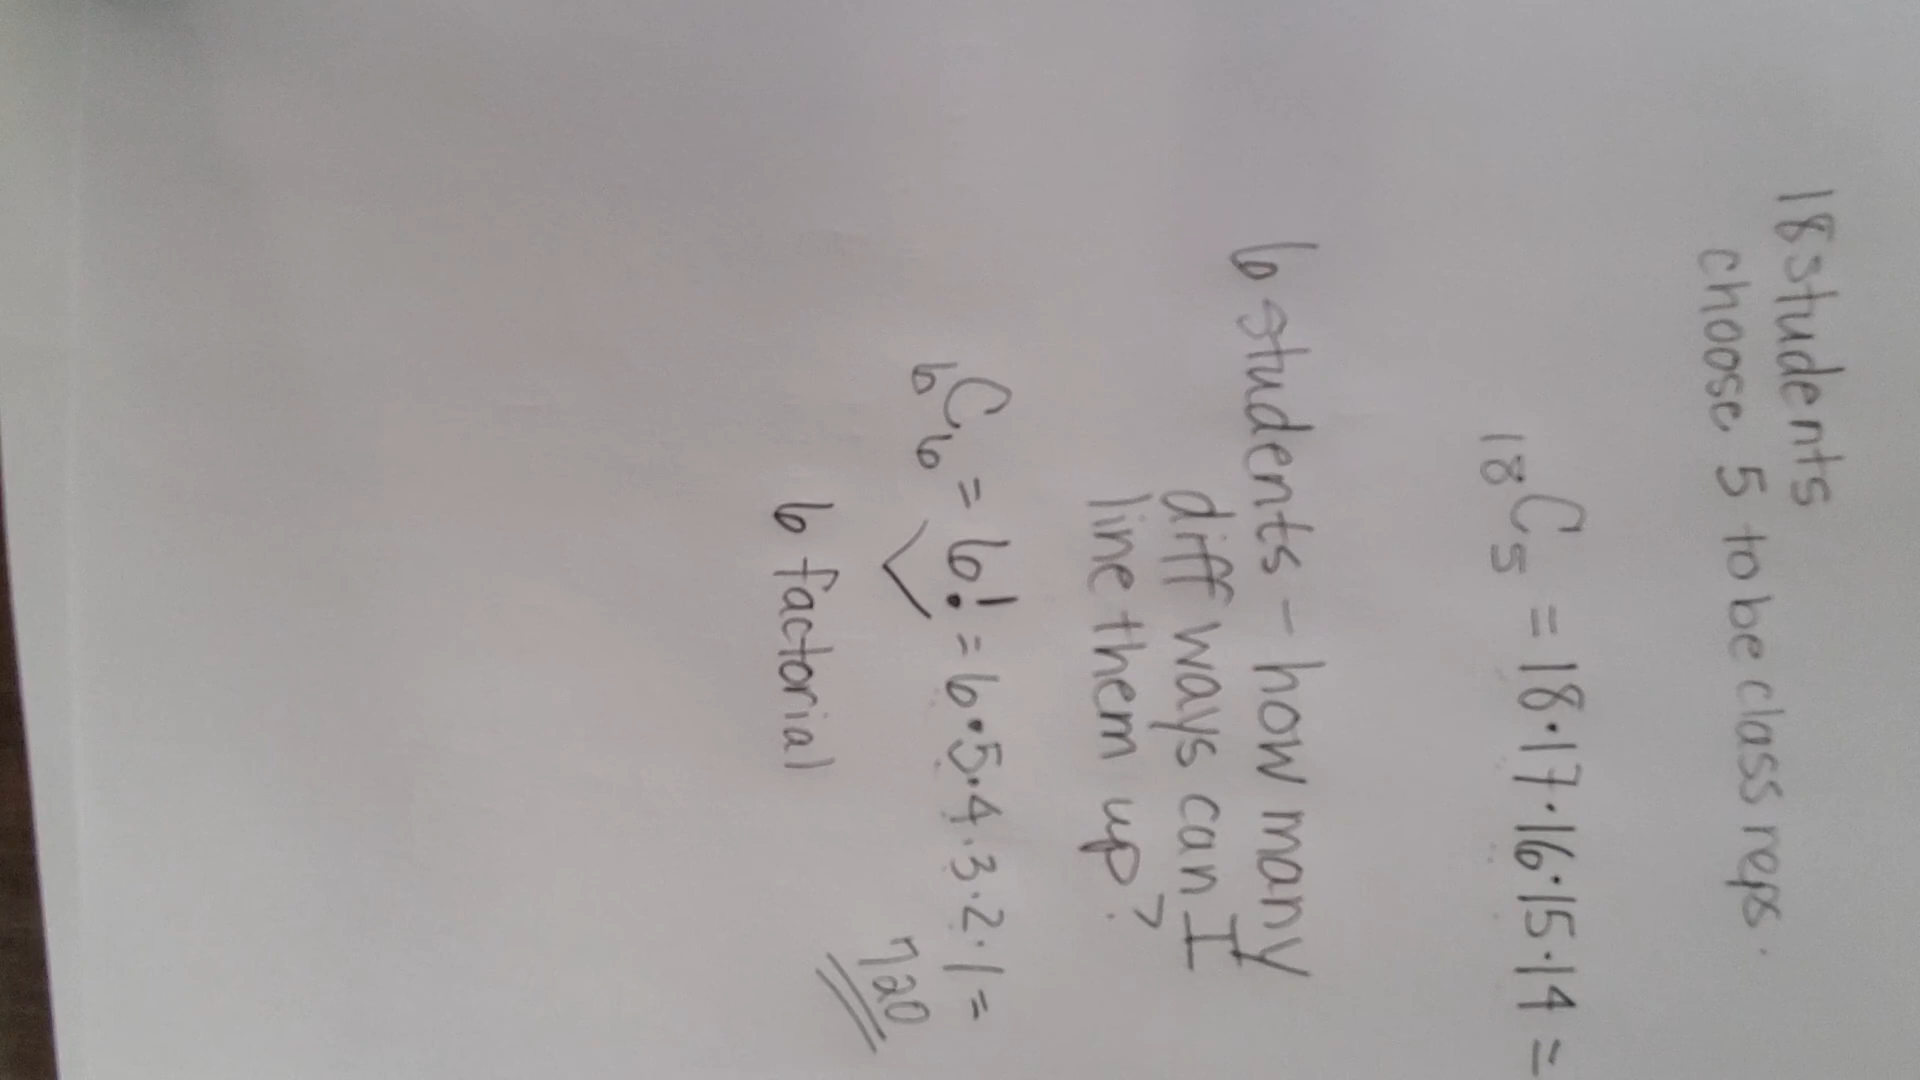 18 students
choose 5 to be class reps.
18C5 = 18·17·16·15·14 =
6 students - how many
diff ways can I
line them up?
6C6 = 6! = 6·5·4·3·2·1 =
720
6 factorial